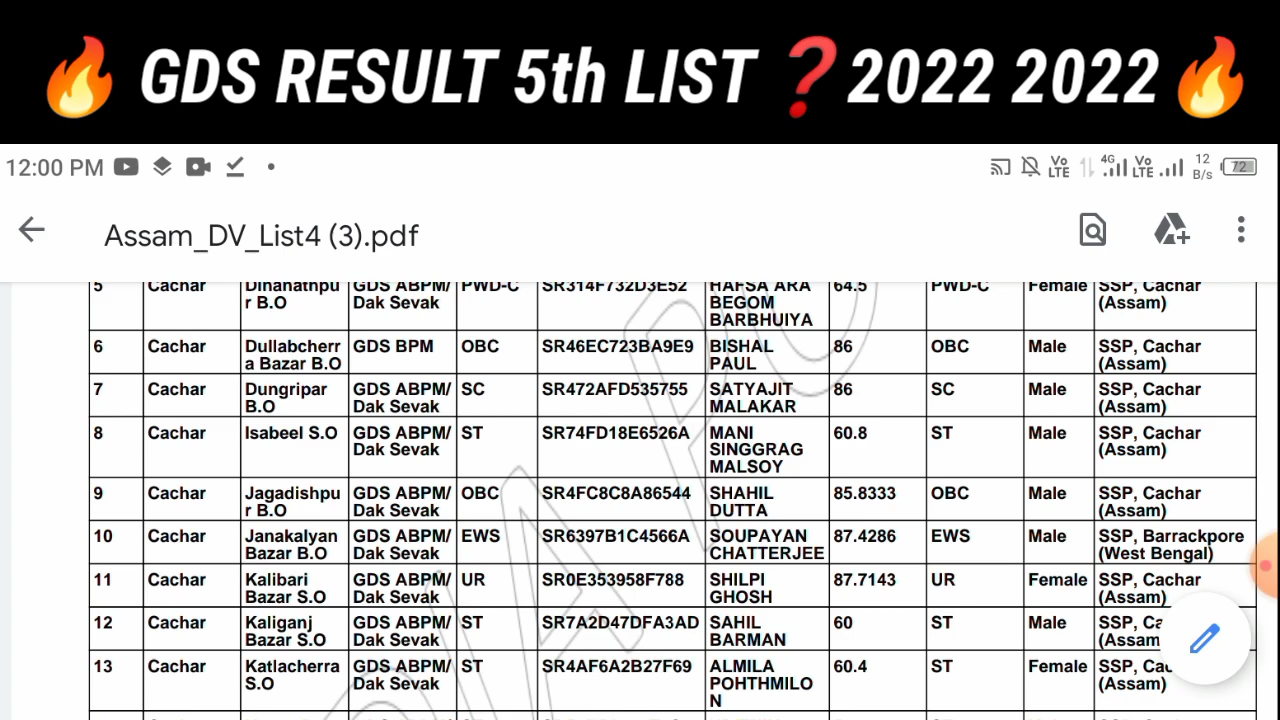 GDS RESULT 5th LIST ❓2022 2022
12:00 PM
Vo LTE 4G Vo LTE 12 B/s 72
Assam_DV_List4 (3).pdf
5 Cachar Dinanathpu GDS ABPM/ PWD-C SR314F732D3E52 HAFSA ARA 64.5 PWD-C Female SSP, Cachar
r B.O Dak Sevak BEGOM (Assam)
BARBHUIYA
6 Cachar Dullabcherr GDS BPM OBC SR46EC723BA9E9 BISHAL 86 OBC Male SSP, Cachar
a Bazar B.O PAUL (Assam)
7 Cachar Dungripar GDS ABPM/ SC SR472AFD535755 SATYAJIT 86 SC Male SSP, Cachar
B.O Dak Sevak MALAKAR (Assam)
8 Cachar Isabeel S.O GDS ABPM/ ST SR74FD18E6526A MANI 60.8 ST Male SSP, Cachar
Dak Sevak SINGGRAG (Assam)
MALSOY
9 Cachar Jagadishpu GDS ABPM/ OBC SR4FC8C8A86544 SHAHIL 85.8333 OBC Male SSP, Cachar
r B.O Dak Sevak DUTTA (Assam)
10 Cachar Janakalyan GDS ABPM/ EWS SR6397B1C4566A SOUPAYAN 87.4286 EWS Male SSP, Barrackpore
Bazar B.O Dak Sevak CHATTERJEE (West Bengal)
11 Cachar Kalibari GDS ABPM/ UR SR0E353958F788 SHILPI 87.7143 UR Female SSP, Cachar
Bazar S.O Dak Sevak GHOSH (Assam)
12 Cachar Kaliganj GDS ABPM/ ST SR7A2D47DFA3AD SAHIL 60 ST Male SSP, Ca
Bazar S.O Dak Sevak BARMAN (Assam
13 Cachar Katlacherra GDS ABPM/ ST SR4AF6A2B27F69 ALMILA 60.4 ST Female SSP, Cac
S.O Dak Sevak POHTHMILO (Assam)
N